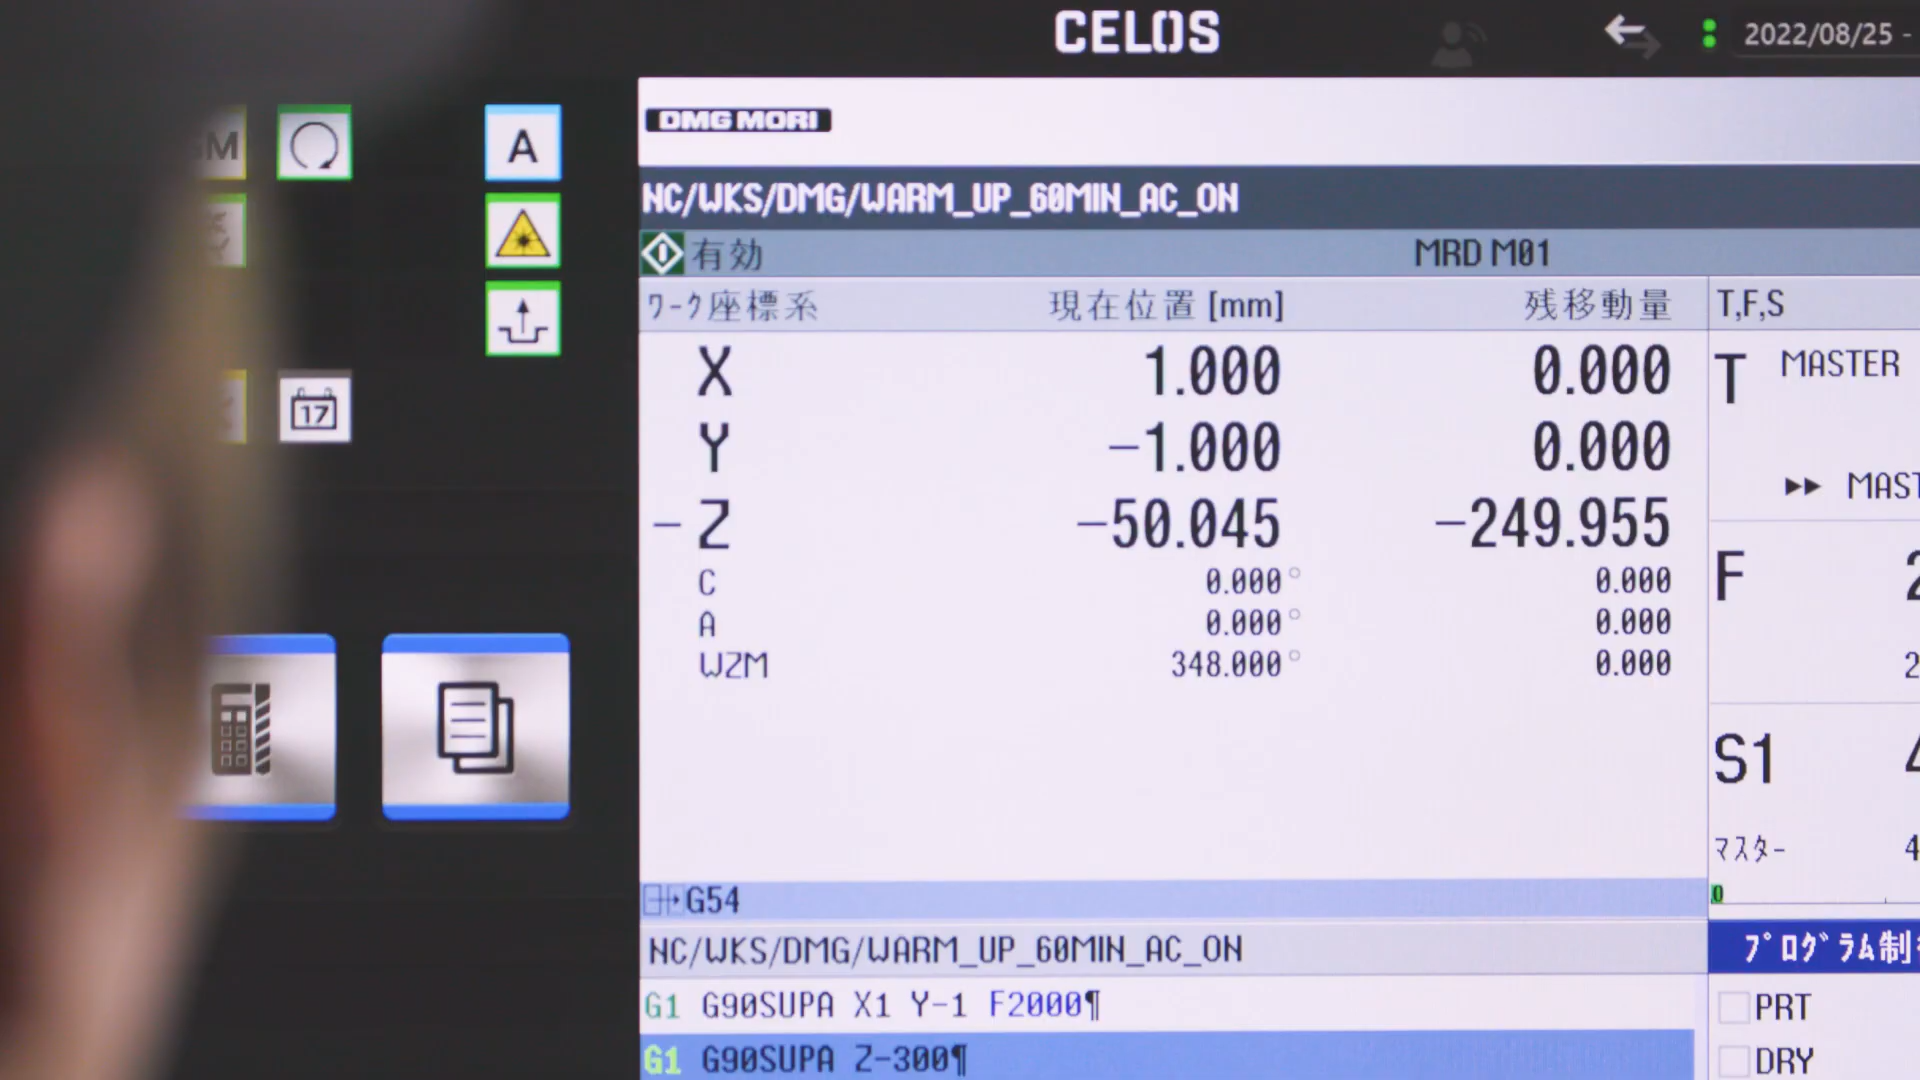 CELOS
2022/08/25 -
M
A
DMG MORI
NC/WKS/DMG/WARM_UP_60MIN_AC_ON
有効 MRD M01
ワーク座標系 現在位置 [mm] 残移動量 T,F,S
X 1.000 0.000
T MASTER
Y -1.000 0.000
17
-Z -50.045 -249.955
C 0.000° 0.000
F
A 0.000° 0.000
WZM 348.000° 0.000
S1
マスター
0
G54
NC/WKS/DMG/WARM_UP_60MIN_AC_ON
G1 G90SUPA X1 Y-1 F2000¶
PRT
G1 G90SUPA Z-300¶
DRY